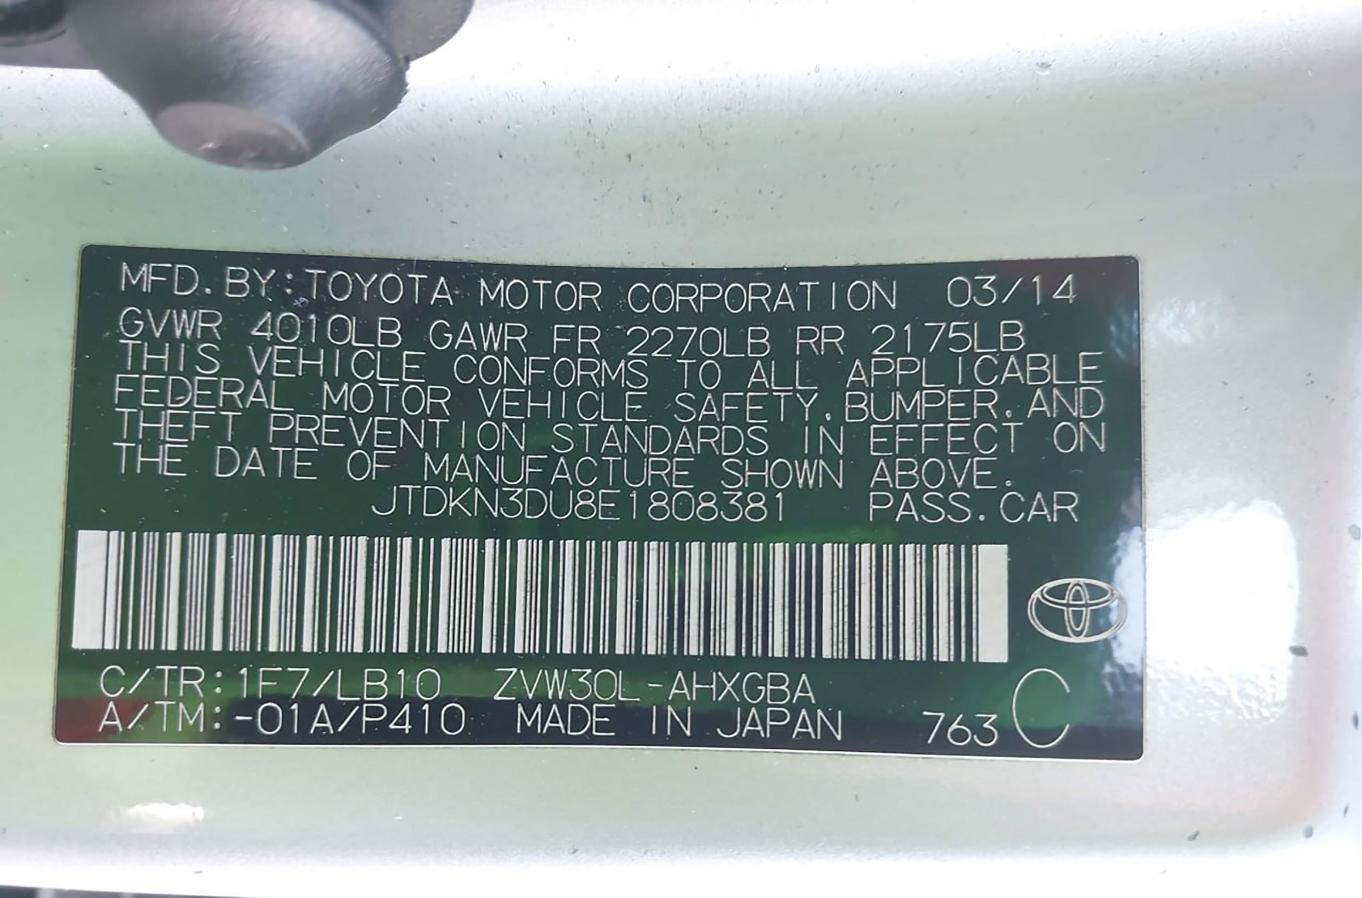 MFD. BY: TOYOTA MOTOR CORPORATION 03/14
GVWR 4010LB GAWR FR 2270LB RR 2175LB
THIS VEHICLE CONFORMS TO ALL APPLICABLE
FEDERAL MOTOR VEHICLE SAFETY, BUMPER, AND
THEFT PREVENTION STANDARDS IN EFFECT ON
THE DATE OF MANUFACTURE SHOWN ABOVE.
JTDKN3DU8E1808381 PASS. CAR
C/TR: 1F7/LB10 ZVW30L-AHXGBA
A/TM: -01A/P410 MADE IN JAPAN 763 C